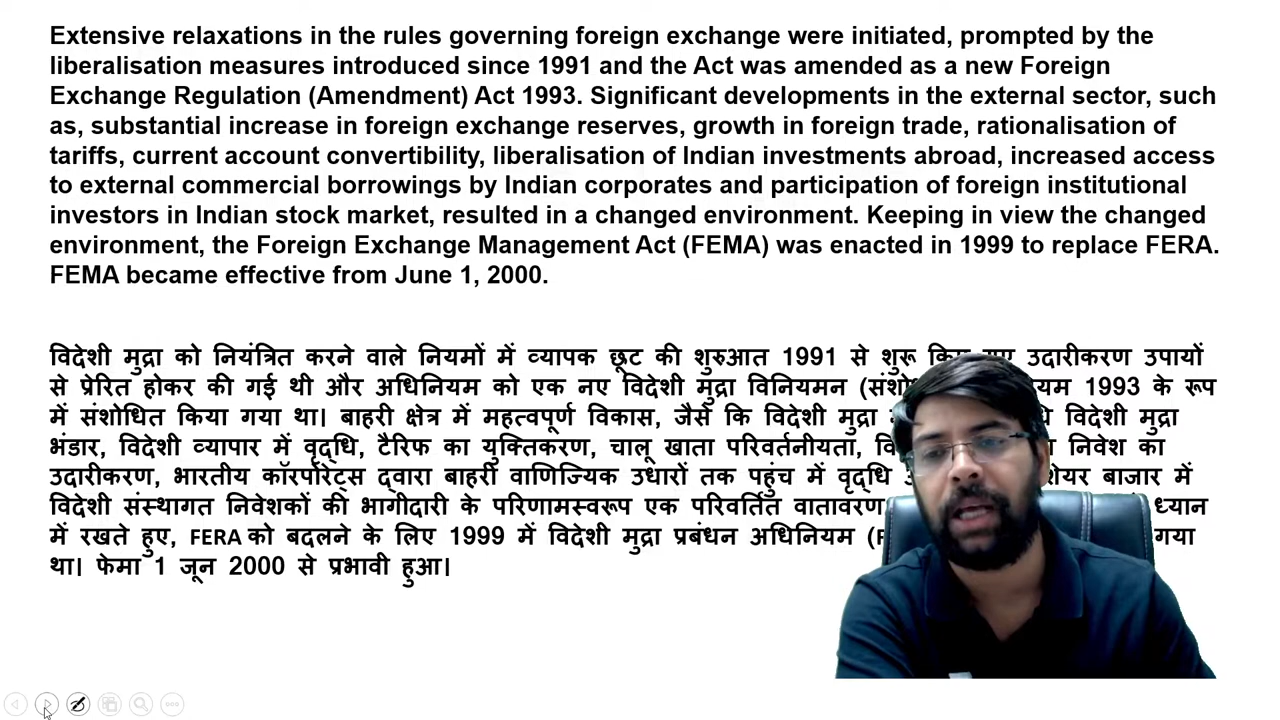 Extensive relaxations in the rules governing foreign exchange were initiated, prompted by the
liberalisation measures introduced since 1991 and the Act was amended as a new Foreign
Exchange Regulation (Amendment) Act 1993. Significant developments in the external sector, such
as, substantial increase in foreign exchange reserves, growth in foreign trade, rationalisation of
tariffs, current account convertibility, liberalisation of Indian investments abroad, increased access
to external commercial borrowings by Indian corporates and participation of foreign institutional
investors in Indian stock market, resulted in a changed environment. Keeping in view the changed
environment, the Foreign Exchange Management Act (FEMA) was enacted in 1999 to replace FERA.
FEMA became effective from June 1, 2000.
विदेशी मुद्रा को नियंत्रित करने वाले नियमों में व्यापक छूट की शुरुआत 1991 से शुरू उदारीकरण उपायों
से प्रेरित होकर की गई थी और अधिनियम को एक नए विदेशी मुद्रा विनियमन 1993 के रूप
में संशोधित किया गया था। बाहरी क्षेत्र में महत्वपूर्ण विकास, जैसे कि विदेशी मुद्रा विदेशी मुद्रा
भंडार, विदेशी व्यापार में वृद्धि, टैरिफ का युक्तिकरण, चालू खाता परिवर्तनीयता, निवेश का
उदारीकरण, भारतीय कॉरपोरेट्स द्वारा बाहरी वाणिज्यिक उधारों तक पहुंच में वृद्धि शेयर बाजार में
विदेशी संस्थागत निवेशकों की भागीदारी के परिणामस्वरूप एक परिवर्तित वातावरण ध्यान
में रखते हुए, FERA को बदलने के लिए 1999 में विदेशी मुद्रा प्रबंधन अधिनियम गया
था। फेमा 1 जून 2000 से प्रभावी हुआ।